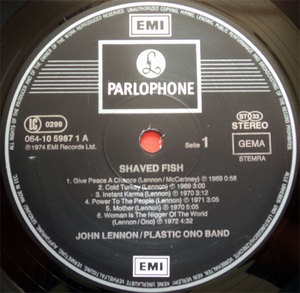 EMI
PARLOPHONE
LC 0299
064-10 5987 1 A
℗ 1974 EMI Records Ltd.
Seite 1
ST 33
STEREO
GEMA
STEMRA
SHAVED FISH
1. Give Peace A Chance (Lennon/McCartney) ℗ 1969 0:58
2. Cold Turkey (Lennon) ℗ 1969 3:00
3. Instant Karma (Lennon) ℗ 1970 3:12
4. Power To The People (Lennon) ℗ 1971 3:05
5. Mother (Lennon) ℗ 1970 5:03
6. Woman is The Nigger Of The World
(Lennon / Ono) ℗ 1972 4:32
JOHN LENNON/PLASTIC ONO BAND
EMI